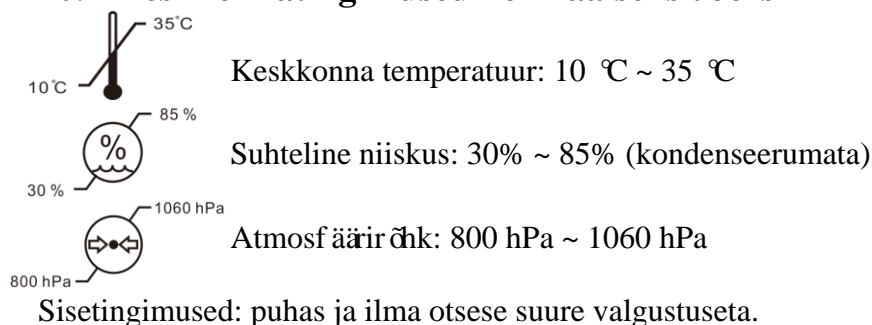 35°C
10°C
Keskkonna temperatuur: 10 ℃ ~ 35 ℃
85 %
%
30 %
Suhteline niiskus: 30% ~ 85% (kondenseerumata)
1060 hPa
800 hPa
Atmosfäärirõhk: 800 hPa ~ 1060 hPa
Sisetingimused: puhas ja ilma otsese suure valgustuseta.